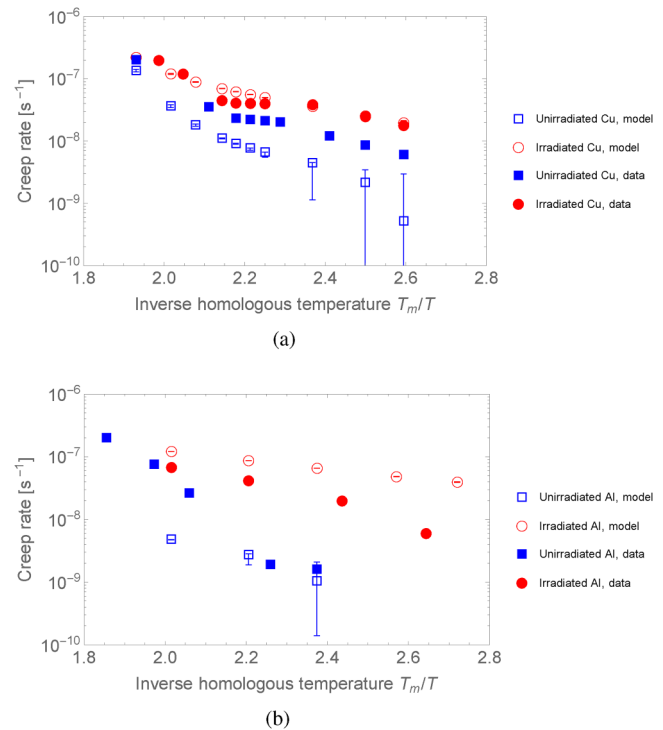 10⁻⁶
10⁻⁷
10⁻⁸
10⁻⁹
10⁻¹⁰
Creep rate [s⁻¹]
1.8 2.0 2.2 2.4 2.6 2.8
Inverse homologous temperature Tₘ/T
Unirradiated Cu, model
Irradiated Cu, model
Unirradiated Cu, data
Irradiated Cu, data
(a)
10⁻⁶
10⁻⁷
10⁻⁸
10⁻⁹
10⁻¹⁰
Creep rate [s⁻¹]
1.8 2.0 2.2 2.4 2.6 2.8
Inverse homologous temperature Tₘ/T
Unirradiated Al, model
Irradiated Al, model
Unirradiated Al, data
Irradiated Al, data
(b)